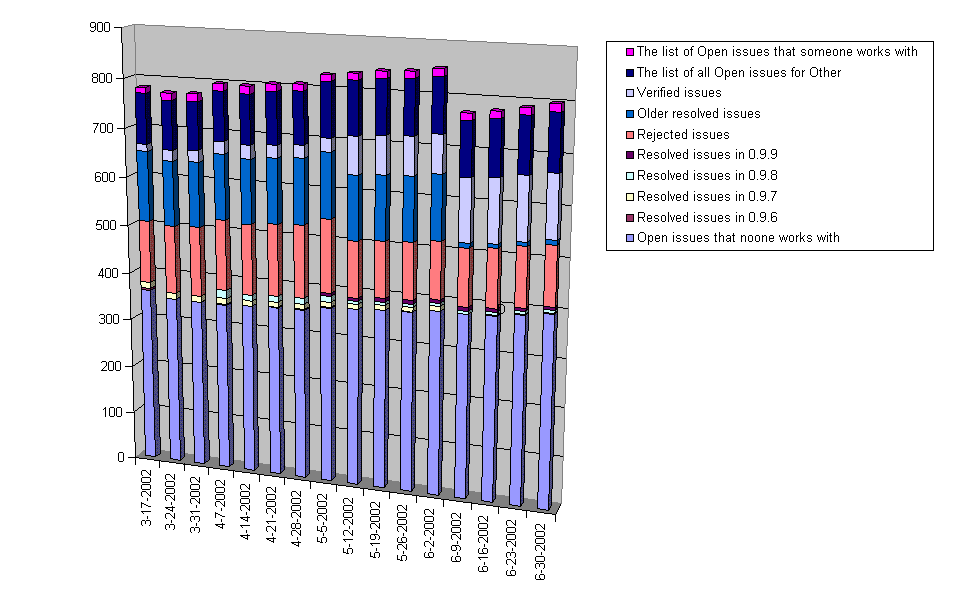 900
800
700
600
500
400
300
200
100
0
3-17-2002
3-24-2002
3-31-2002
4-7-2002
4-14-2002
4-21-2002
4-28-2002
5-5-2002
5-12-2002
5-19-2002
5-26-2002
6-2-2002
6-9-2002
6-16-2002
6-23-2002
6-30-2002
The list of Open issues that someone works with
The list of all Open issues for Other
Verified issues
Older resolved issues
Rejected issues
Resolved issues in 0.9.9
Resolved issues in 0.9.8
Resolved issues in 0.9.7
Resolved issues in 0.9.6
Open issues that noone works with